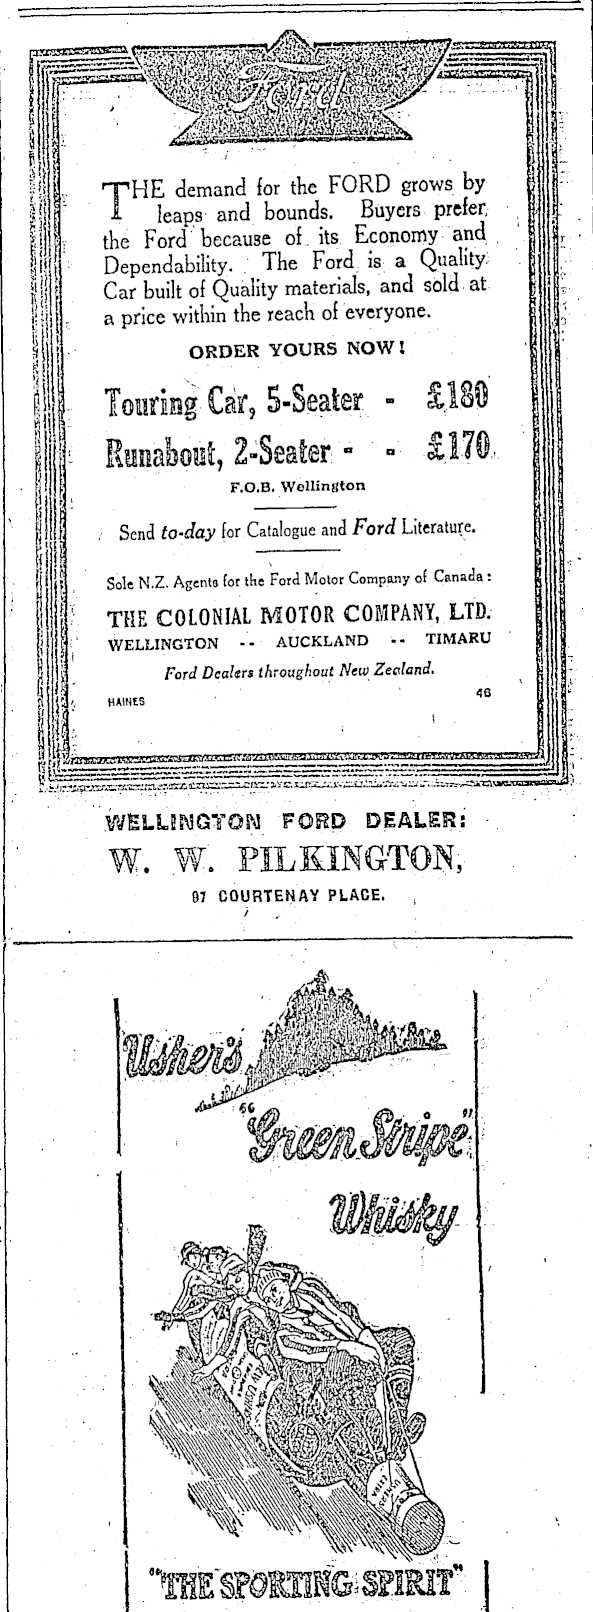 Ford
THE demand for the FORD grows by
leaps and bounds. Buyers prefer
the Ford because of its Economy and
Dependability. The Ford is a Quality
Car built of Quality materials, and sold at
a price within the reach of everyone.
ORDER YOURS NOW!
Touring Car, 5-Seater - £180
Runabout, 2-Seater - - £170
F.O.B. Wellington
Send to-day for Catalogue and Ford Literature.
Sole N.Z. Agents for the Ford Motor Company of Canada:
THE COLONIAL MOTOR COMPANY, LTD.
WELLINGTON -- AUCKLAND -- TIMARU
Ford Dealers throughout New Zealand.
HAINES 46
WELLINGTON FORD DEALER:
W. W. PILKINGTON,
97 COURTENAY PLACE.
Usher's
"Green Stripe"
Whisky
"THE SPORTING SPIRIT"